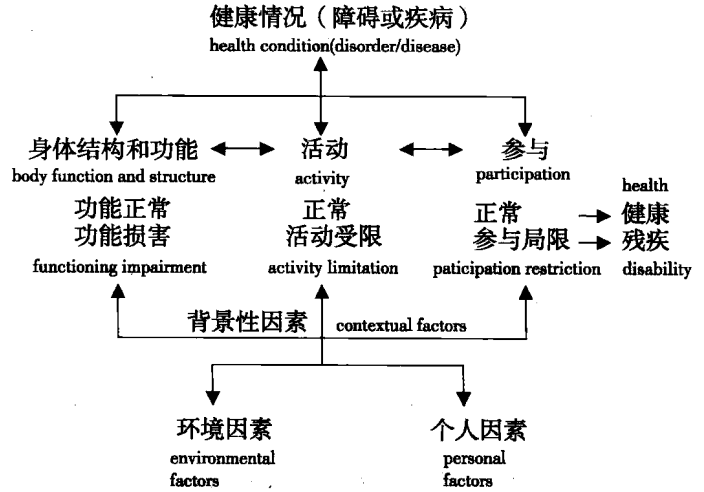 健康情况（障碍或疾病）
health condition(disorder/disease)
身体结构和功能 活动 参与
body function and structure activity participation
health
功能正常 正常 正常 健康
功能损害 活动受限 参与局限 残疾
functioning impairment activity limitation paticipation restriction disability
背景性因素 contextual factors
环境因素 个人因素
environmental personal
factors factors